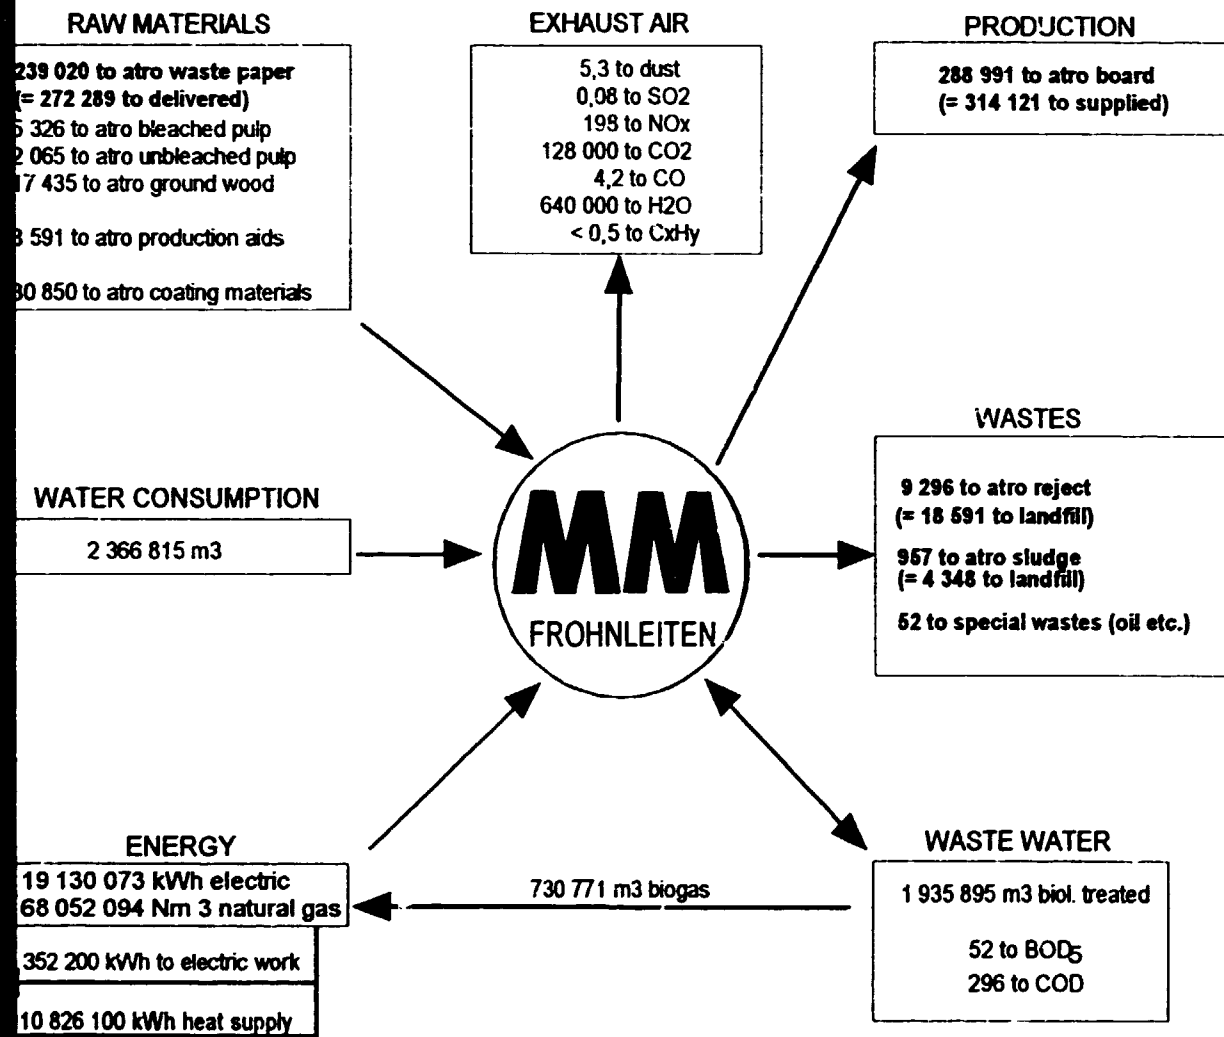 RAW MATERIALS
239 020 to atro waste paper
(= 272 289 to delivered)
5 326 to atro bleached pulp
2 065 to atro unbleached pulp
17 435 to atro ground wood
to atro production aids
to atro coating materials
EXHAUST AIR
5,3 to dust
0,08 to SO2
198 to NOx
128 000 to CO2
4,2 to CO
640 000 to H2O
< 0,5 to CxHy
PRODUCTION
288 991 to atro board
(= 314 121 to supplied)
WATER CONSUMPTION
2 366 815 m3
MM
FROHNLEITEN
WASTES
9 296 to atro reject
(= 18 591 to landfill)
957 to atro sludge
(= 4 348 to landfill)
52 to special wastes (oil etc.)
ENERGY
19 130 073 kWh electric
68 052 094 Nm 3 natural gas
352 200 kWh to electric work
10 826 100 kWh heat supply
730 771 m3 biogas
WASTE WATER
1 935 895 m3 biol. treated
52 to BOD5
296 to COD